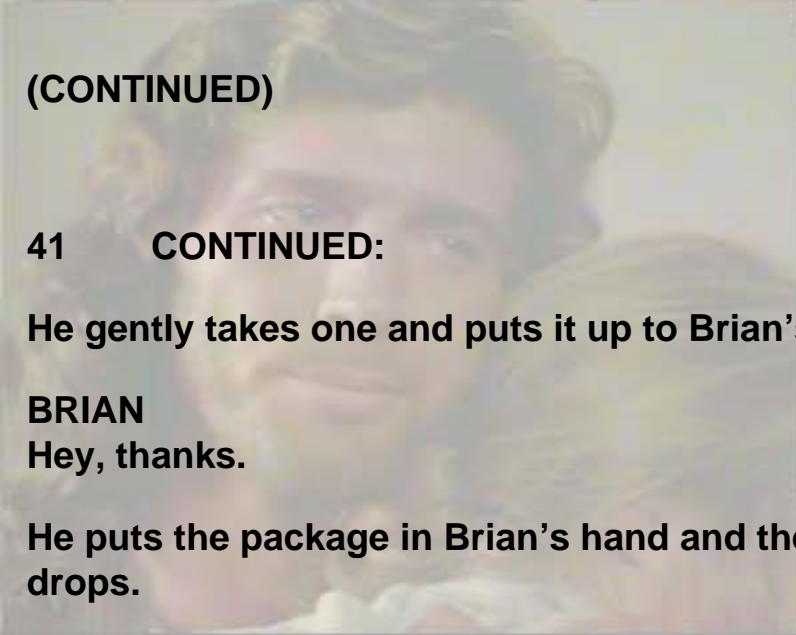 (CONTINUED)
41 CONTINUED:
He gently takes one and puts it up to Brian’s
BRIAN
Hey, thanks.
He puts the package in Brian’s hand and the
drops.